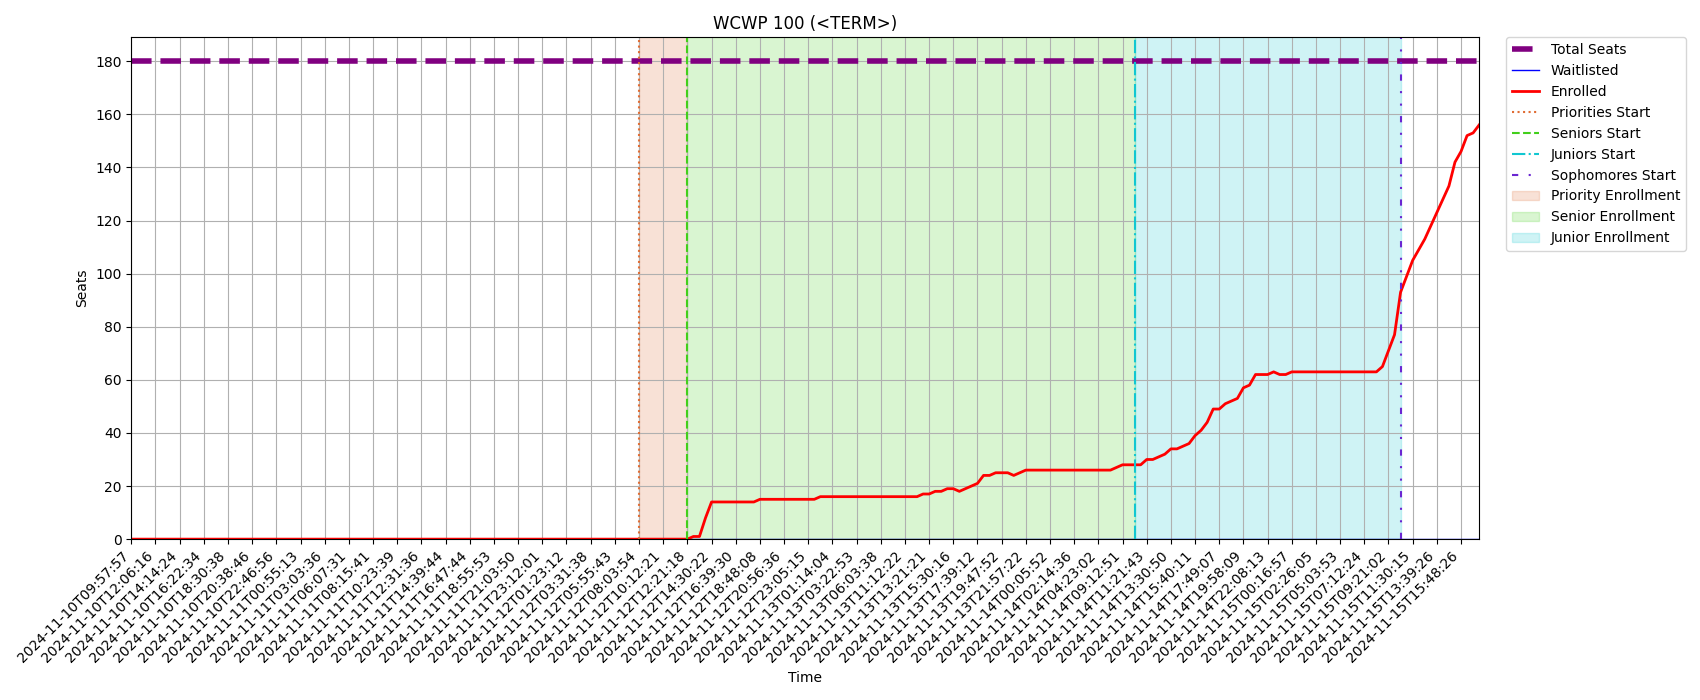 WCWP 100 (<TERM>)
Total Seats
Waitlisted
Enrolled
Priorities Start
Seniors Start
Juniors Start
Sophomores Start
Priority Enrollment
Senior Enrollment
Junior Enrollment
Seats
180
160
140
120
100
80
60
40
20
0
2024-11-10T09:57:57
2024-11-10T12:06:16
2024-11-10T14:14:24
2024-11-10T16:22:34
2024-11-10T18:30:38
2024-11-10T20:38:46
2024-11-10T22:46:56
2024-11-11T00:55:13
2024-11-11T03:03:36
2024-11-11T06:07:31
2024-11-11T08:15:41
2024-11-11T10:23:39
2024-11-11T12:31:36
2024-11-11T14:39:44
2024-11-11T16:47:44
2024-11-11T18:55:53
2024-11-11T21:03:50
2024-11-11T23:12:01
2024-11-12T01:23:12
2024-11-12T03:31:38
2024-11-12T05:55:43
2024-11-12T08:03:54
2024-11-12T10:12:21
2024-11-12T12:21:18
2024-11-12T14:30:22
2024-11-12T16:39:30
2024-11-12T18:48:08
2024-11-12T20:56:36
2024-11-12T23:05:15
2024-11-13T01:14:04
2024-11-13T03:22:53
2024-11-13T06:03:38
2024-11-13T11:12:22
2024-11-13T13:21:21
2024-11-13T15:30:16
2024-11-13T17:39:12
2024-11-13T19:47:52
2024-11-13T21:57:22
2024-11-14T00:05:52
2024-11-14T02:14:36
2024-11-14T04:23:02
2024-11-14T09:12:51
2024-11-14T11:21:43
2024-11-14T13:30:50
2024-11-14T15:40:11
2024-11-14T17:49:07
2024-11-14T19:58:09
2024-11-14T22:08:13
2024-11-15T00:16:57
2024-11-15T02:26:05
2024-11-15T05:03:53
2024-11-15T07:12:24
2024-11-15T09:21:02
2024-11-15T11:30:15
2024-11-15T13:39:26
2024-11-15T15:48:26
Time